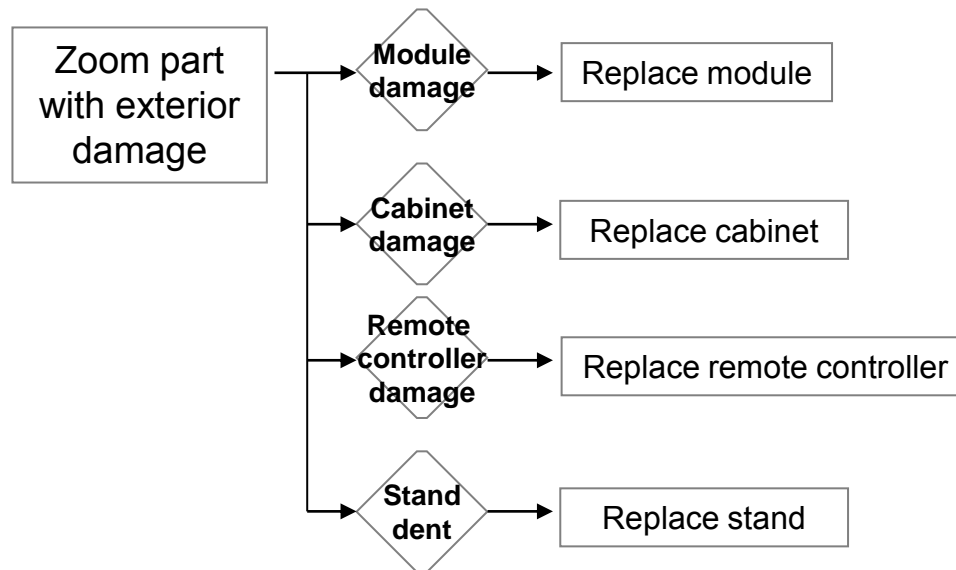 Zoom part
with exterior
damage
Module
damage
Replace module
Cabinet
damage
Replace cabinet
Remote
controller
damage
Replace remote controller
Stand
dent
Replace stand